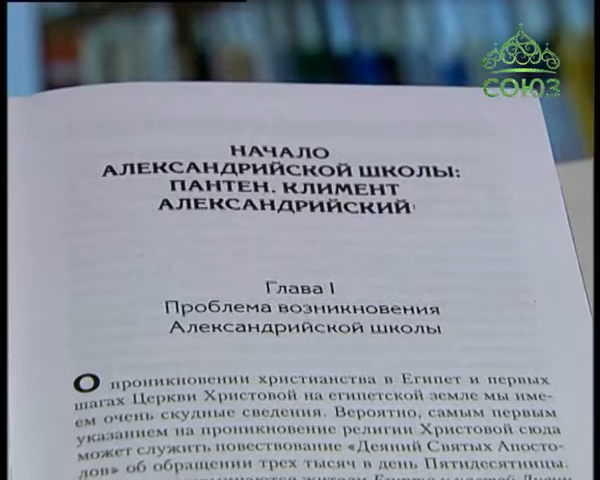 СОЮЗ
НАЧАЛО
АЛЕКСАНДРИЙСКОЙ ШКОЛЫ:
ПАНТЕН. КЛИМЕНТ
АЛЕКСАНДРИЙСКИЙ¹
Глава I
Проблема возникновения
Александрийской школы
О проникновении христианства в Египет и первых
шагах Церкви Христовой на египетской земле мы име-
ем очень скудные сведения. Вероятно, самым первым
указанием на проникновение религии Христовой сюда
может служить повествование «Деяний Святых Апосто-
лов» об обращении трех тысяч в день Пятидесятницы.